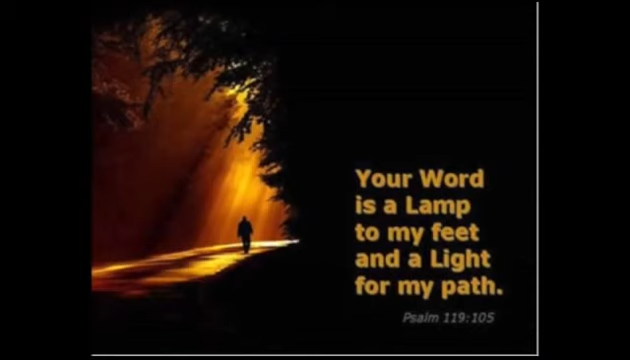 Your Word
is a Lamp
to my feet
and a Light
for my path.
Psalm 119:105